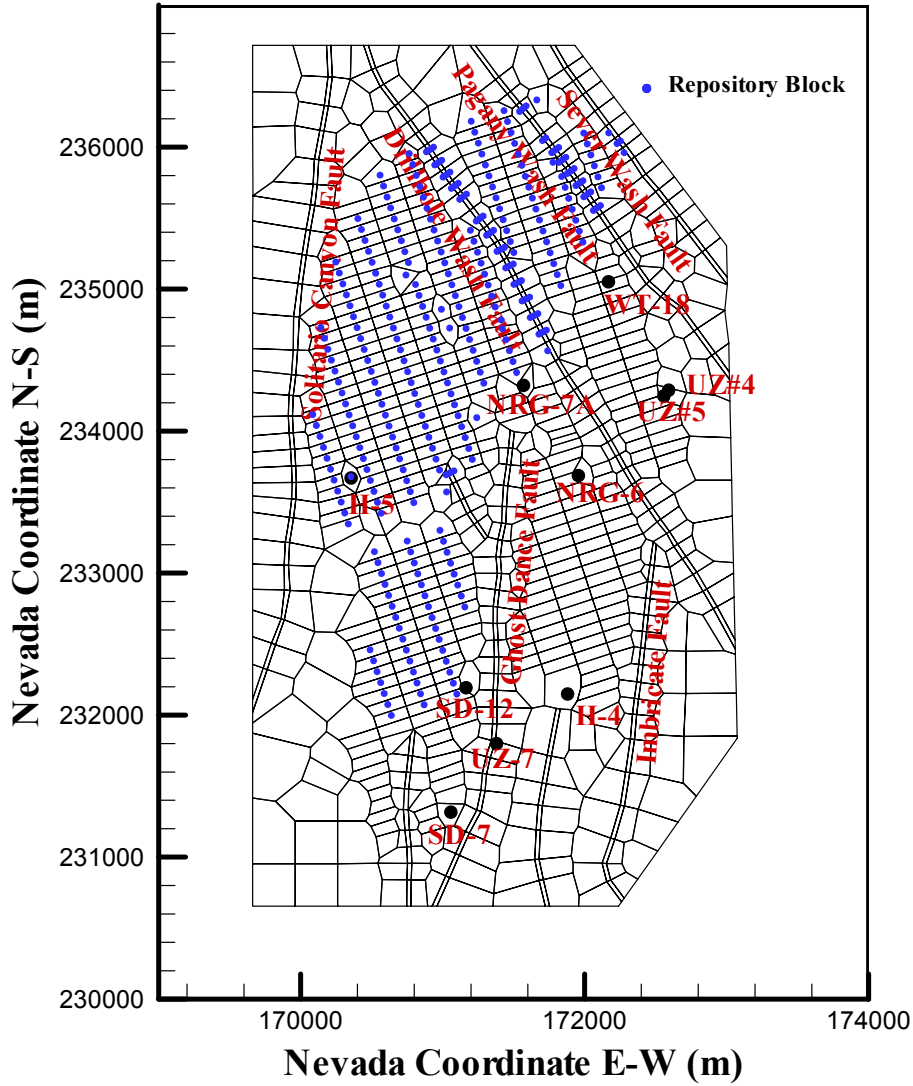 Repository Block
Pagany Wash Fault
Sever Wash Fault
Drillhole Wash Fault
Solitario Canyon Fault
WT-18
UZ#4
UZ#5
NRG-7A
NRG-6
H-5
Ghost Dance Fault
Imbricate Fault
SD-12
H-4
UZ-7
SD-7
236000
235000
234000
233000
232000
231000
230000
170000
172000
174000
Nevada Coordinate N-S (m)
Nevada Coordinate E-W (m)